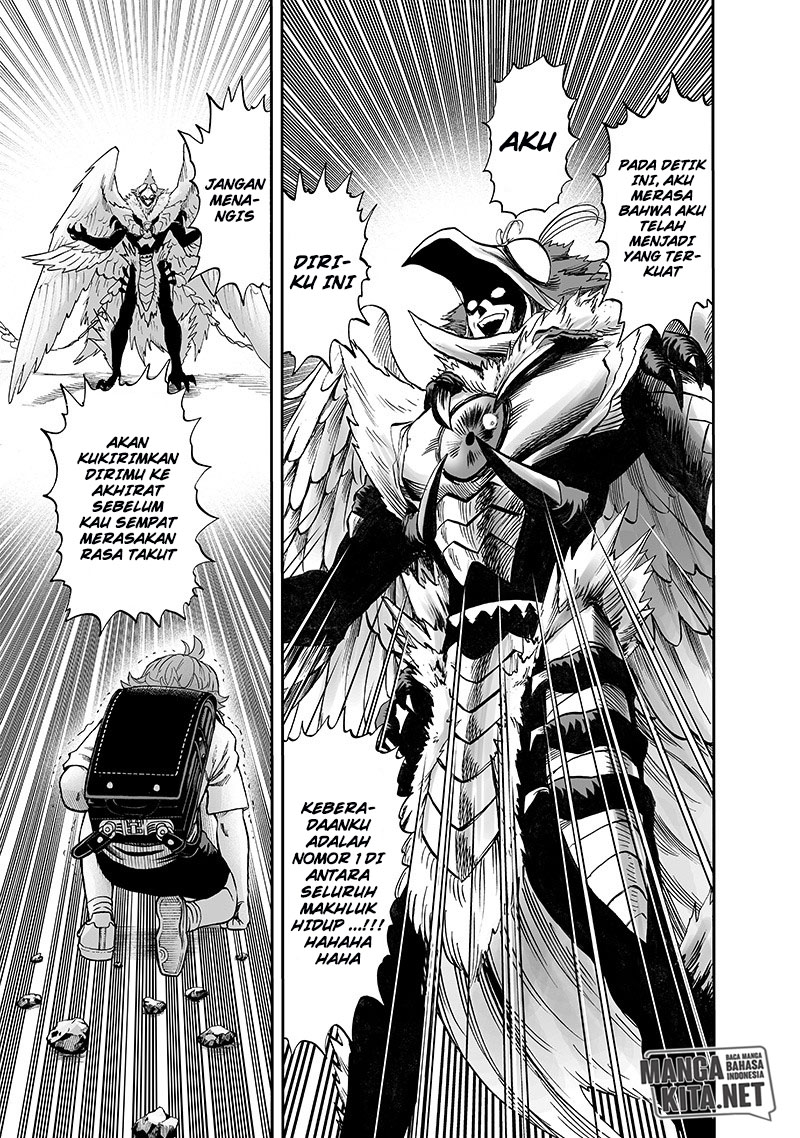 PADA DETIK
INI, AKU
MERASA
BAHWA AKU
TELAH
MENJADI
YANG TER-
KUAT
AKU
DIRI-
KU INI
KEBERA-
DAANKU
ADALAH
NOMOR 1 DI
ANTARA
SELURUH
MAKHLUK
HIDUP ...!!!
HAHAHA
HAHA
JANGAN
MENA-
NGIS
AKAN
KUKIRIMKAN
DIRIMU KE
AKHIRAT
SEBELUM
KAU SEMPAT
MERASAKAN
RASA TAKUT
MANGA
KITA.NET
BACA MANGA
BAHASA
INDONESIA